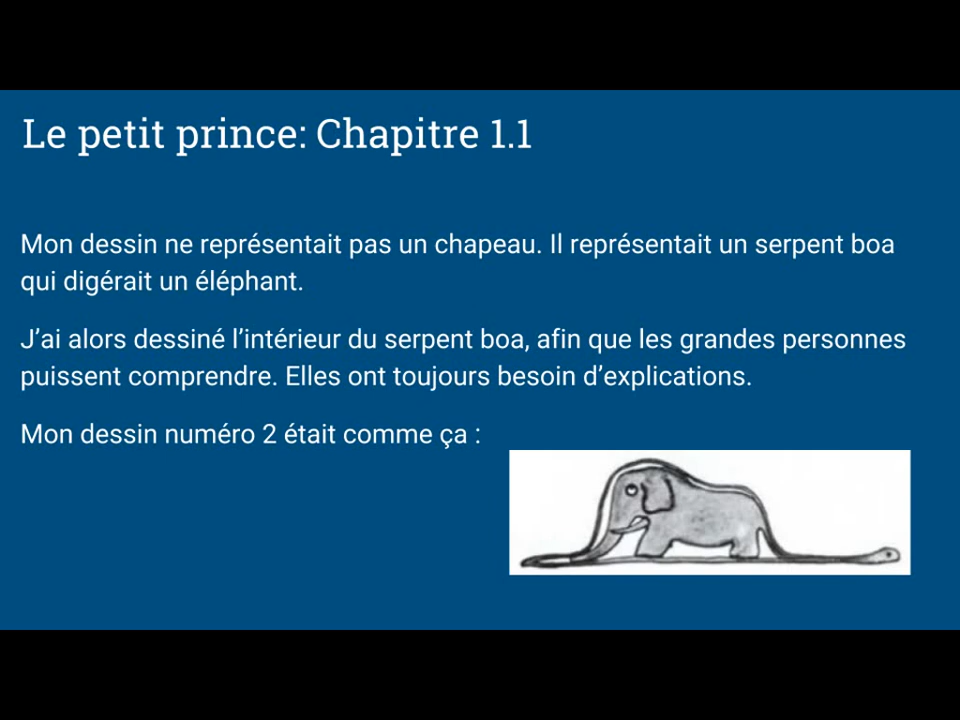 Le petit prince: Chapitre 1.1
Mon dessin ne représentait pas un chapeau. Il représentait un serpent boa
qui digérait un éléphant.
J’ai alors dessiné l’intérieur du serpent boa, afin que les grandes personnes
puissent comprendre. Elles ont toujours besoin d’explications.
Mon dessin numéro 2 était comme ça :